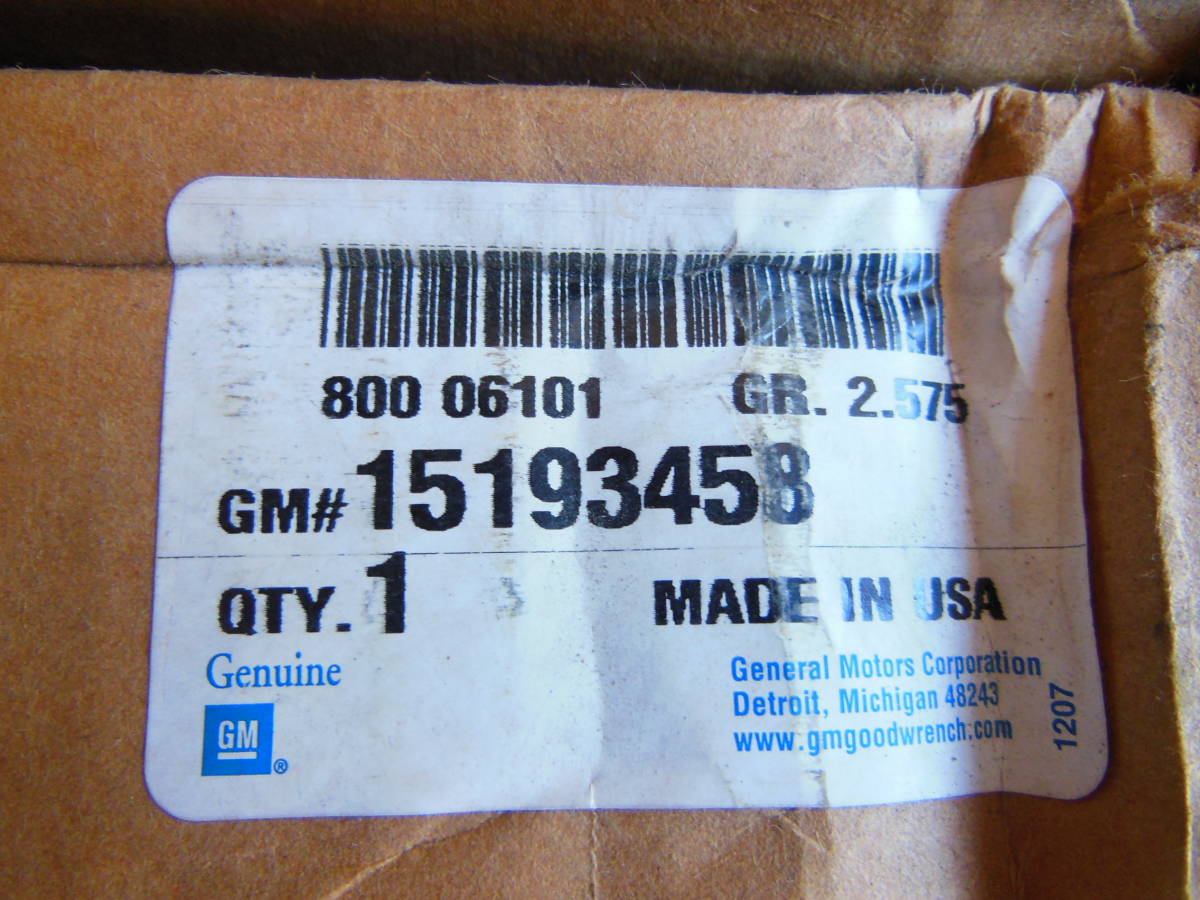 800 06101 GR. 2.575
GM# 15193458
QTY. 1 MADE IN USA
Genuine
GM ®
General Motors Corporation
Detroit, Michigan 48243
www.gmgoodwrench.com
1207